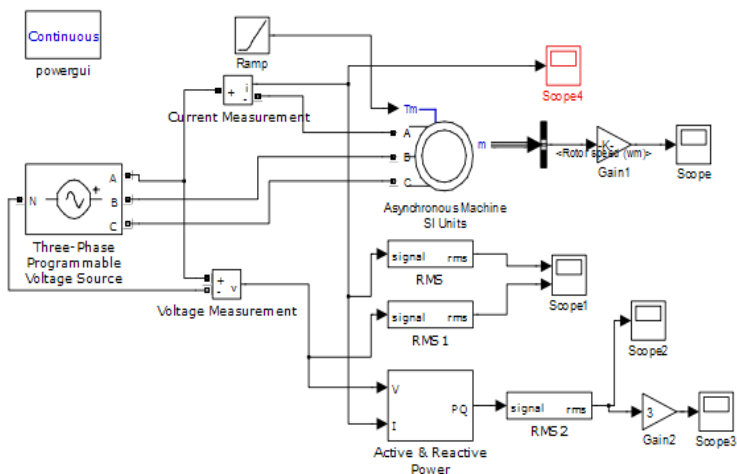 Continuous
powergui
Ramp
Scope4
+
i
-
Current Measurement
Tm
A
B
C
m
<Rotor speed (wm)>
-K-
Gain1
Scope
Asynchronous Machine
SI Units
N
+
A
B
C
Three-Phase
Programmable
Voltage Source
+
-
v
Voltage Measurement
signal rms
RMS
signal rms
RMS1
Scope1
Scope2
V
I
PQ
Active & Reactive
Power
signal rms
RMS2
3
Gain2
Scope3